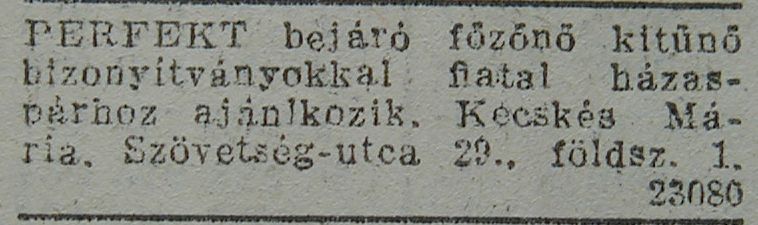 PERFEKT bejáró főzőnő kitűnő
bizonyítványokkal fiatal házas-
párhoz ajánlkozik. Kecskés Má-
ria. Szövetség-utca 29., földsz. 1.
23080